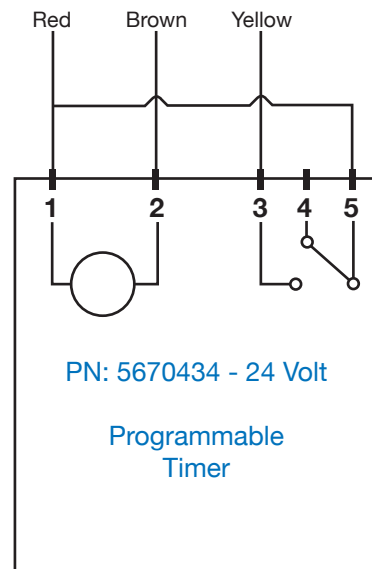 Red Brown Yellow
1 2 3 4 5
PN: 5670434 - 24 Volt
Programmable
Timer